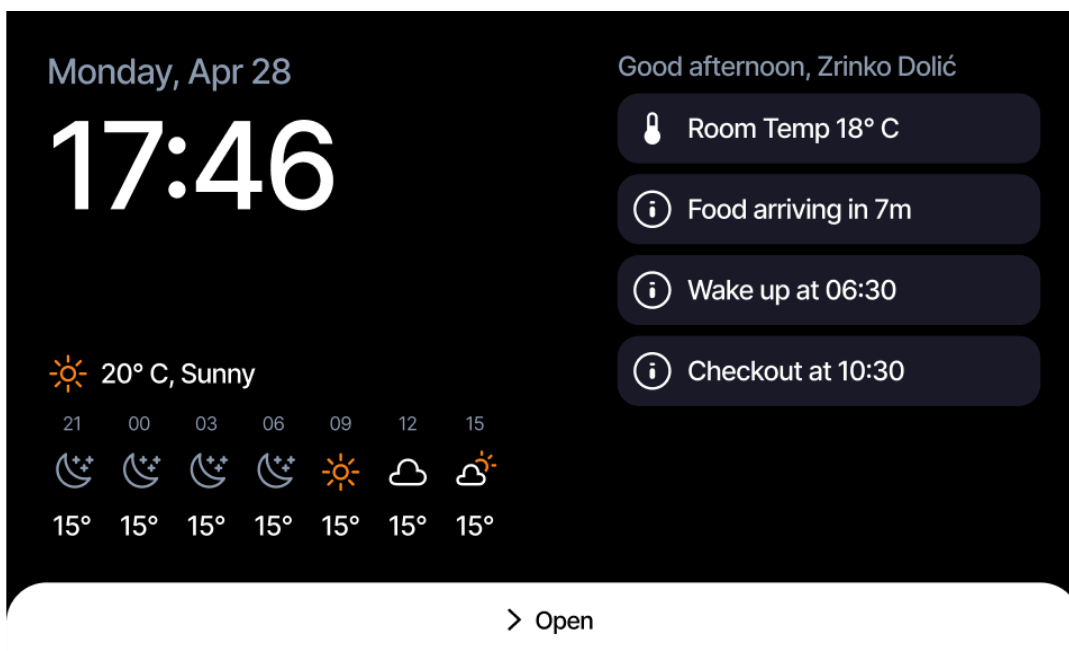 Monday, Apr 28
17:46
20° C, Sunny
21 00 03 06 09 12 15
15° 15° 15° 15° 15° 15° 15°
Good afternoon, Zrinko Dolić
Room Temp 18° C
Food arriving in 7m
Wake up at 06:30
Checkout at 10:30
Open